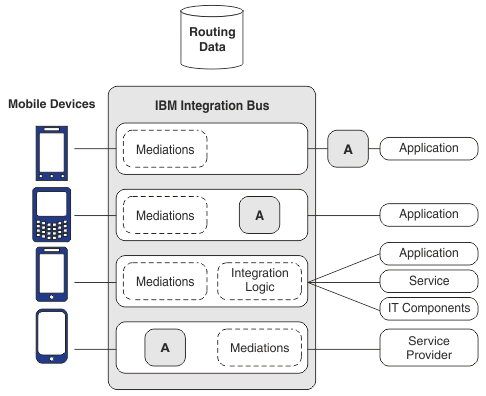 Routing
Data
Mobile Devices
IBM Integration Bus
Mediations
A
Application
Mediations
A
Application
Mediations
Integration
Logic
Application
Service
IT Components
A
Mediations
Service
Provider